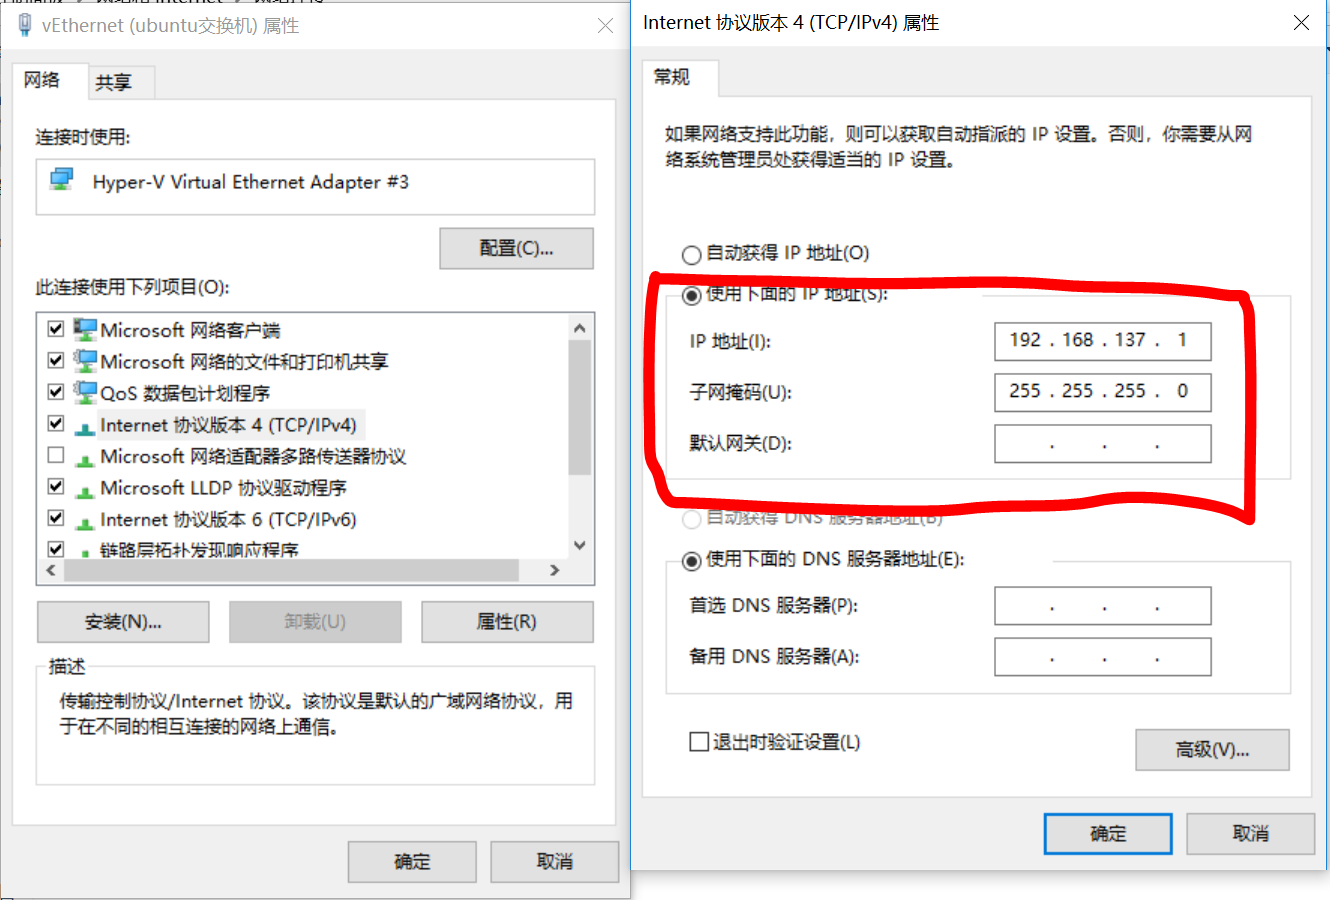 vEthernet (ubuntu交换机) 属性
网络
共享
连接时使用:
Hyper-V Virtual Ethernet Adapter #3
配置(C)...
此连接使用下列项目(O):
Microsoft 网络客户端
Microsoft 网络的文件和打印机共享
QoS 数据包计划程序
Internet 协议版本 4 (TCP/IPv4)
Microsoft 网络适配器多路传送器协议
Microsoft LLDP 协议驱动程序
Internet 协议版本 6 (TCP/IPv6)
链路层拓扑发现响应程序
安装(N)...
卸载(U)
属性(R)
描述
传输控制协议/Internet 协议。该协议是默认的广域网络协议，用
于在不同的相互连接的网络上通信。
确定
取消
Internet 协议版本 4 (TCP/IPv4) 属性
常规
如果网络支持此功能，则可以获取自动指派的 IP 设置。否则，你需要从网
络系统管理员处获得适当的 IP 设置。
自动获得 IP 地址(O)
使用下面的 IP 地址(S):
IP 地址(I):
192 . 168 . 137 . 1
子网掩码(U):
255 . 255 . 255 . 0
默认网关(D):
. . .
自动获得 DNS 服务器地址(B)
使用下面的 DNS 服务器地址(E):
首选 DNS 服务器(P):
. . .
备用 DNS 服务器(A):
. . .
退出时验证设置(L)
高级(V)...
确定
取消